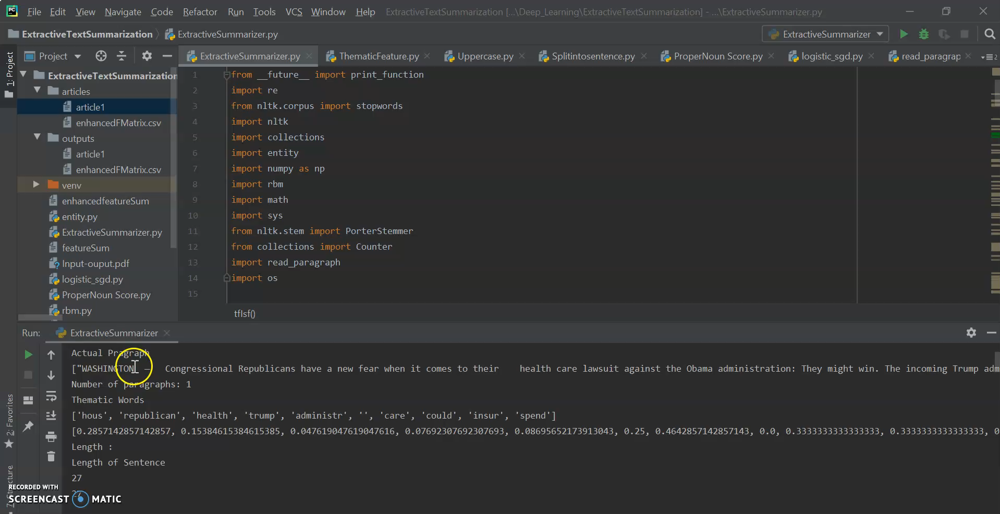 PC File Edit View Navigate Code Refactor Run Tools VCS Window Help ExtractiveTextSummarization [...\Deep_Learning\ExtractiveTextSummarization] - ...\ExtractiveSummarizer.py
ExtractiveTextSummarization ExtractiveSummarizer.py ExtractiveSummarizer
1: Project
Project ExtractiveSummarizer.py ThematicFeature.py Uppercase.py Splitintosentence.py ProperNoun Score.py logistic_sgd.py read_paragrap 2
ExtractiveTextSummarization
articles
article1
enhancedFMatrix.csv
outputs
article1
enhancedFMatrix.csv
venv
enhancedfeatureSum
entity.py
ExtractiveSummarizer.py
featureSum
Input-ouput.pdf
logistic_sgd.py
ProperNoun Score.py
rbm.py
1 from __future__ import print_function
2 import re
3 from nltk.corpus import stopwords
4 import nltk
5 import collections
6 import entity
7 import numpy as np
8 import rbm
9 import math
10 import sys
11 from nltk.stem import PorterStemmer
12 from collections import Counter
13 import read_paragraph
14 import os
15
tfIsf()
Run: ExtractiveSummarizer
Actual Pragraph
["WASHINGTON — Congressional Republicans have a new fear when it comes to their health care lawsuit against the Obama administration: They might win. The incoming Trump adm
Number of paragraphs: 1
Thematic Words
['hous', 'republican', 'health', 'trump', 'administr', '', 'care', 'could', 'insur', 'spend']
[0.2857142857142857, 0.15384615384615385, 0.047619047619047616, 0.07692307692307693, 0.08695652173913043, 0.25, 0.4642857142857143, 0.0, 0.3333333333333333, 0.3333333333333333, 0
Length :
Length of Sentence
27
2: Favorites
7: Structure
RECORDED WITH
SCREENCAST MATIC